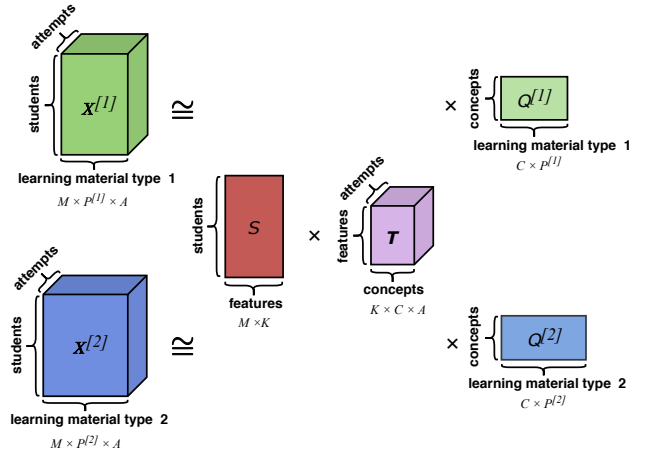 attempts
students
X[1]
learning material type 1
M × P[1] × A
≅
×
concepts
Q[1]
learning material type 1
C × P[1]
students
S
features
M ×K
×
attempts
features
T
concepts
K × C × A
attempts
students
X[2]
learning material type 2
M × P[2] × A
≅
×
concepts
Q[2]
learning material type 2
C × P[2]